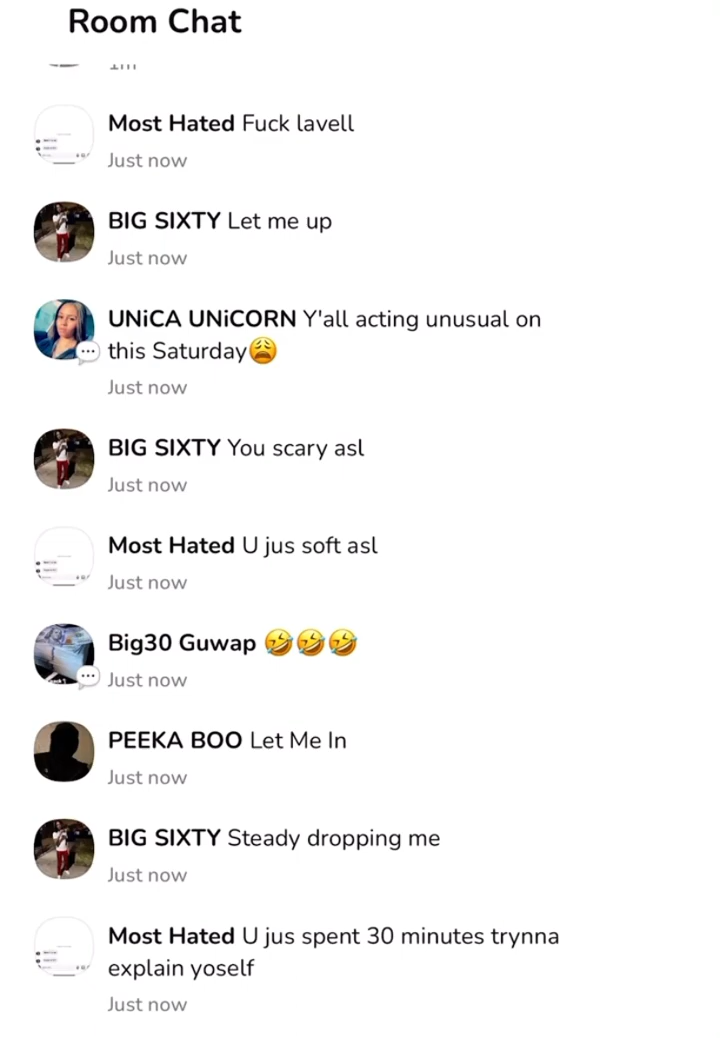 Room Chat
Most Hated Fuck lavell
Just now
BIG SIXTY Let me up
Just now
UNiCA UNiCORN Y'all acting unusual on
this Saturday😩
Just now
BIG SIXTY You scary asl
Just now
Most Hated U jus soft asl
Just now
Big30 Guwap 🤣🤣🤣
Just now
PEEKA BOO Let Me In
Just now
BIG SIXTY Steady dropping me
Just now
Most Hated U jus spent 30 minutes trynna
explain yoself
Just now